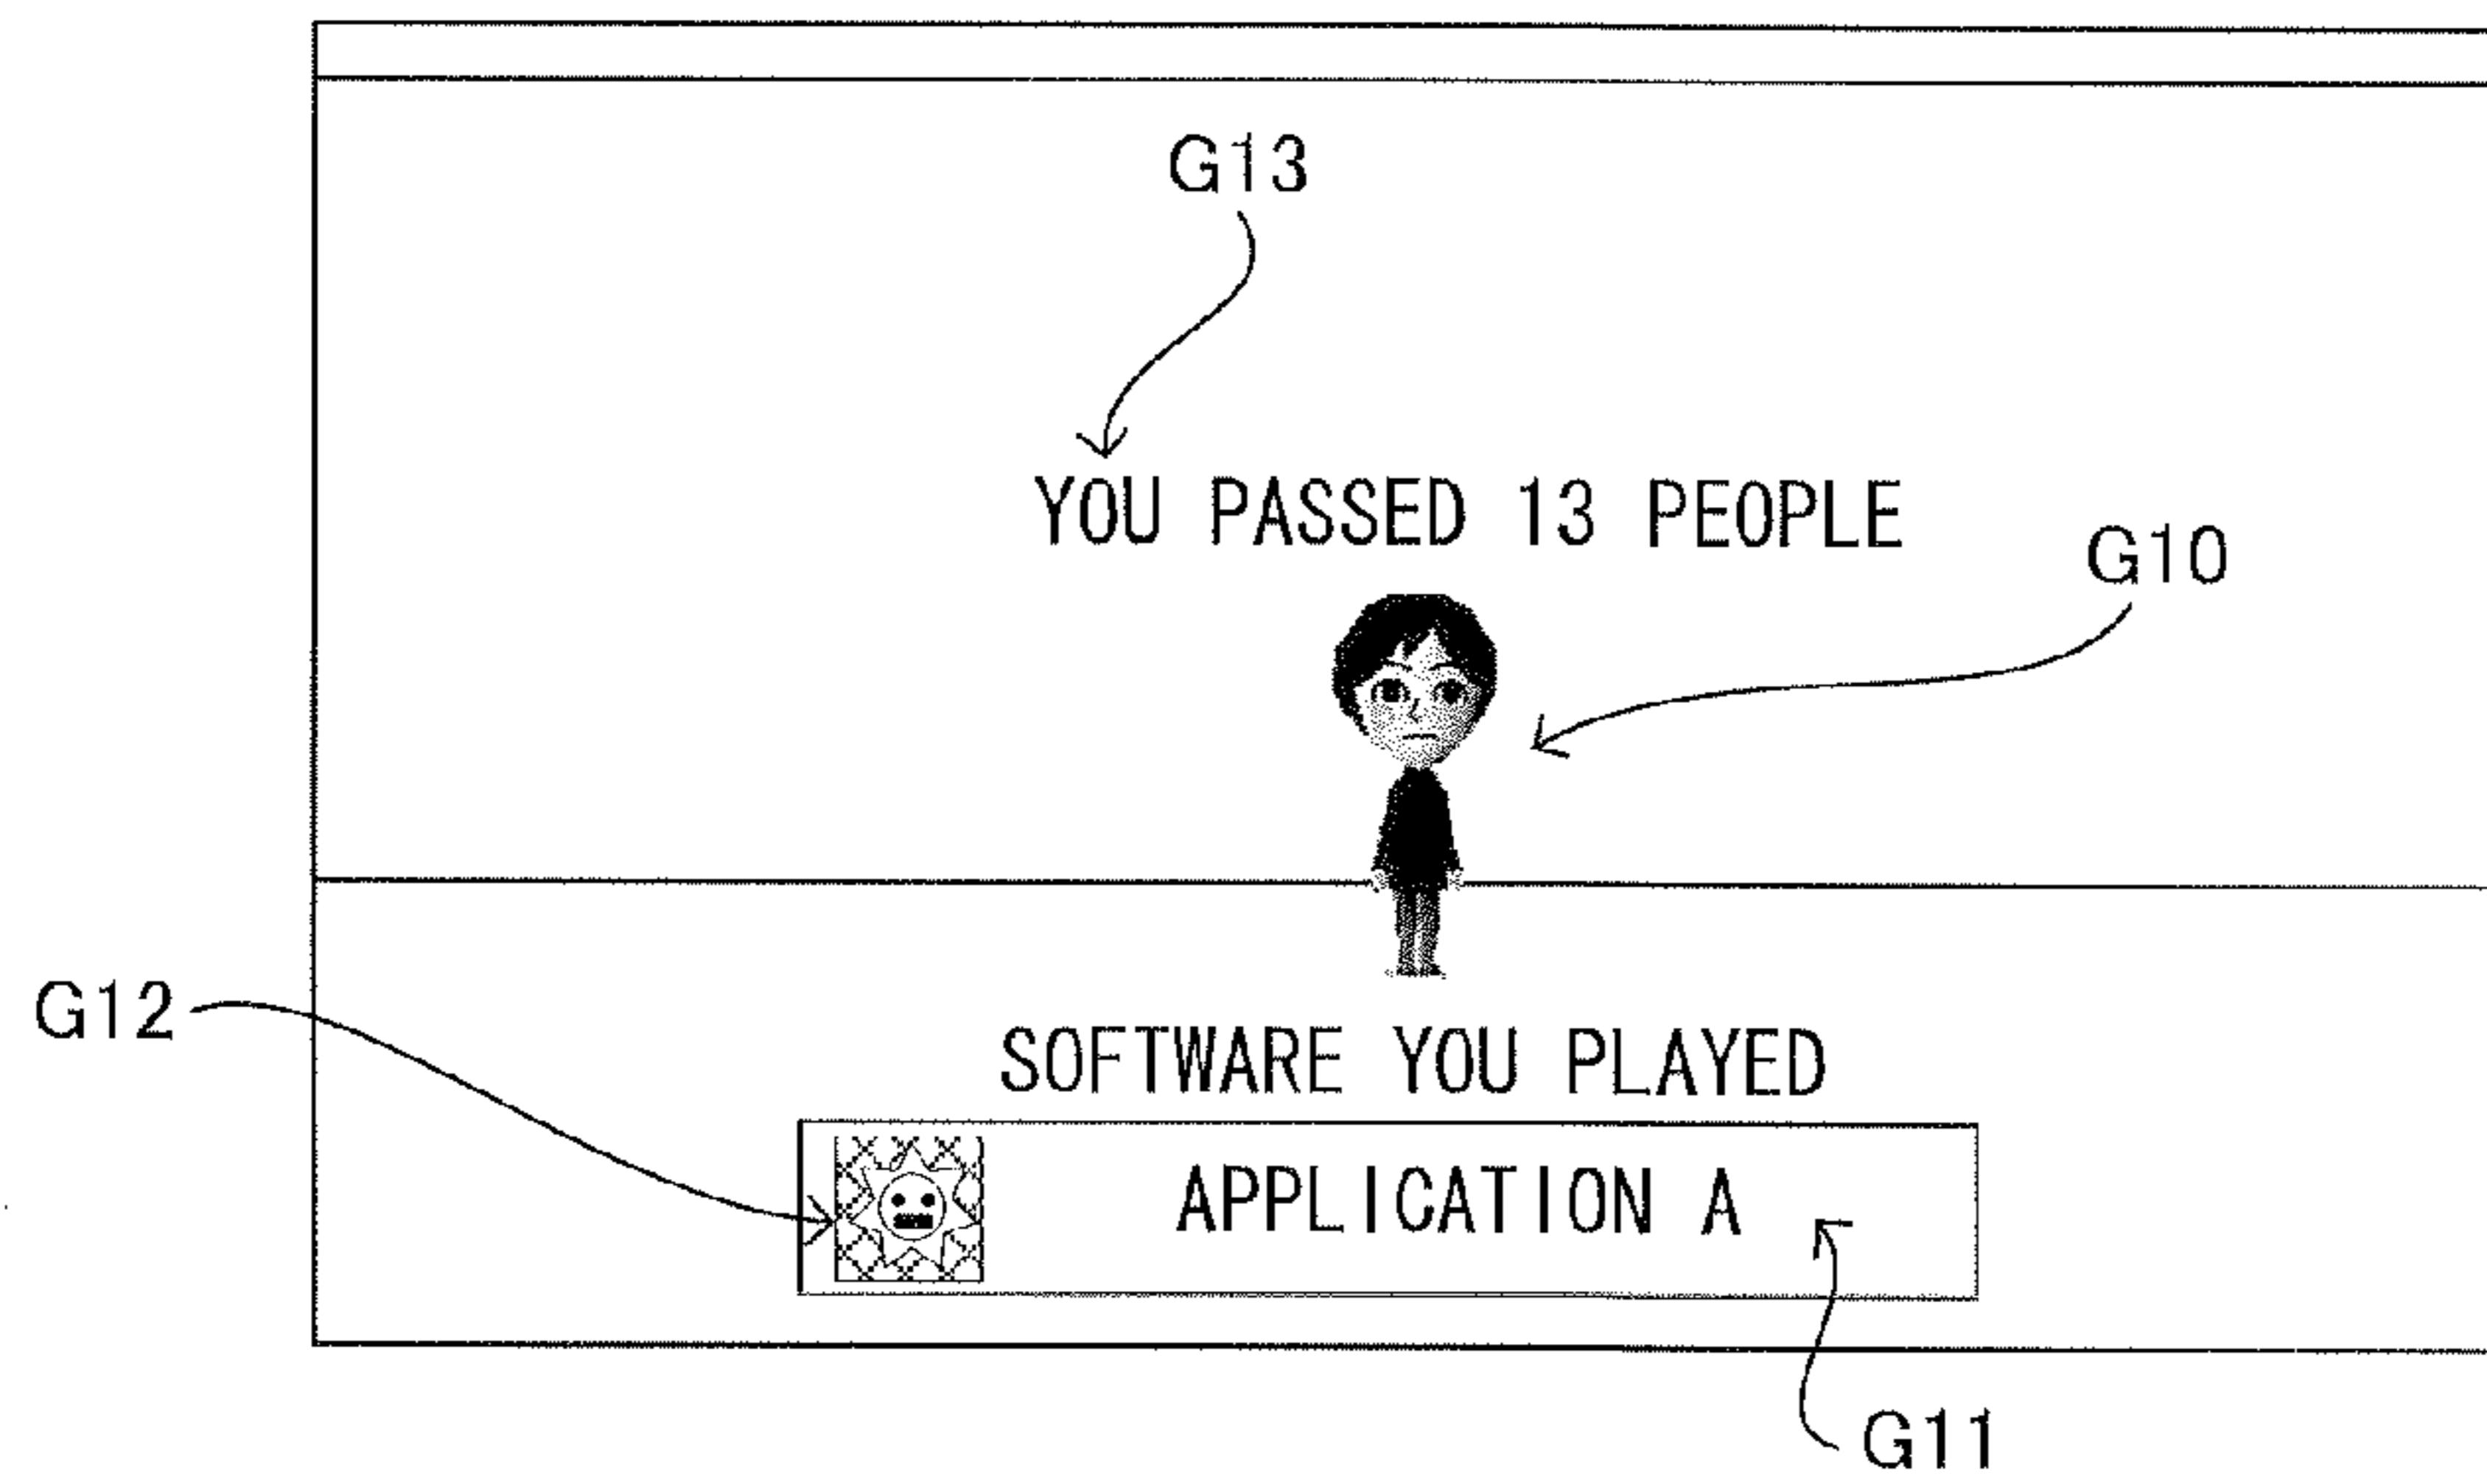 G13
YOU PASSED 13 PEOPLE
G10
G12
SOFTWARE YOU PLAYED
APPLICATION A
G11